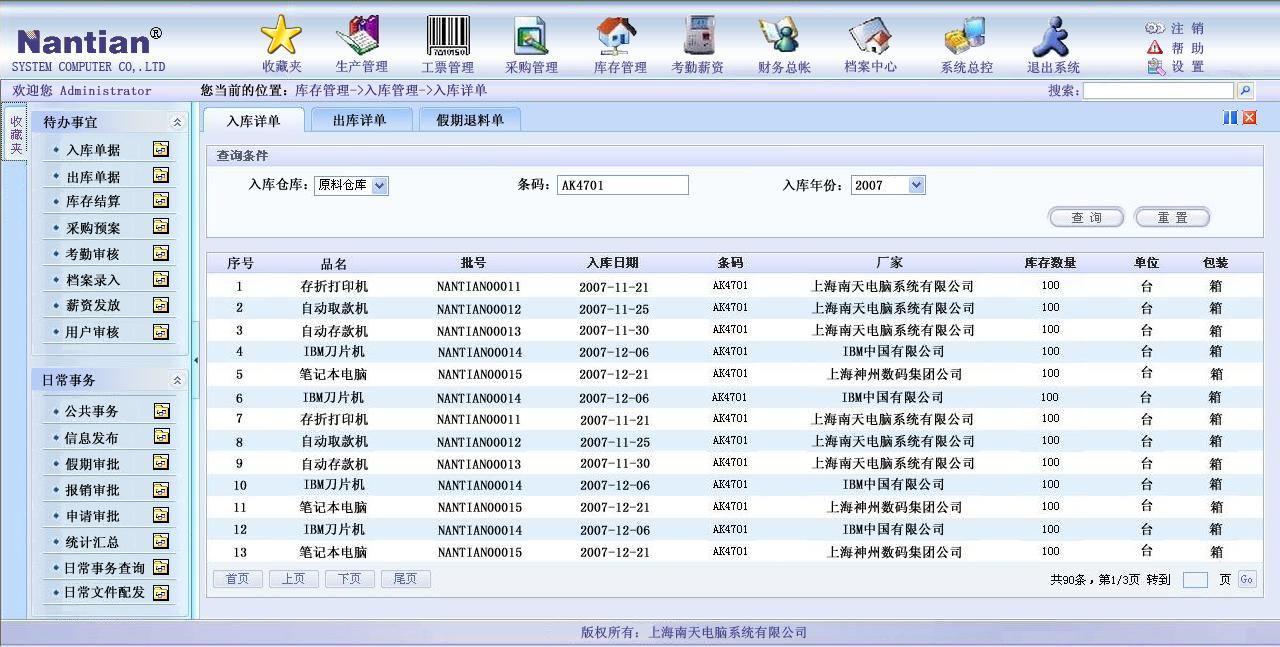 Nantian®
SYSTEM COMPUTER CO,.LTD
收藏夹 生产管理 工票管理 采购管理 库存管理 考勤薪资 财务总帐 档案中心 系统总控 退出系统
注 销
帮 助
设 置
欢迎您 Administrator
您当前的位置：库存管理->入库管理->入库详单
搜索：
收藏夹
待办事宜
入库单据
出库单据
库存结算
采购预案
考勤审核
档案录入
薪资发放
用户审核
日常事务
公共事务
信息发布
假期审批
报销审批
申请审批
统计汇总
日常事务查询
日常文件配发
入库详单 出库详单 假期退料单
查询条件
入库仓库：原料仓库 条码：AK4701 入库年份：2007
查 询 重 置
序号 品名 批号 入库日期 条码 厂家 库存数量 单位 包装
1 存折打印机 NANTIAN00011 2007-11-21 AK4701 上海南天电脑系统有限公司 100 台 箱
2 自动取款机 NANTIAN00012 2007-11-25 AK4701 上海南天电脑系统有限公司 100 台 箱
3 自动存款机 NANTIAN00013 2007-11-30 AK4701 上海南天电脑系统有限公司 100 台 箱
4 IBM刀片机 NANTIAN00014 2007-12-06 AK4701 IBM中国有限公司 100 台 箱
5 笔记本电脑 NANTIAN00015 2007-12-21 AK4701 上海神州数码集团公司 100 台 箱
6 IBM刀片机 NANTIAN00014 2007-12-06 AK4701 IBM中国有限公司 100 台 箱
7 存折打印机 NANTIAN00011 2007-11-21 AK4701 上海南天电脑系统有限公司 100 台 箱
8 自动取款机 NANTIAN00012 2007-11-25 AK4701 上海南天电脑系统有限公司 100 台 箱
9 自动存款机 NANTIAN00013 2007-11-30 AK4701 上海南天电脑系统有限公司 100 台 箱
10 IBM刀片机 NANTIAN00014 2007-12-06 AK4701 IBM中国有限公司 100 台 箱
11 笔记本电脑 NANTIAN00015 2007-12-21 AK4701 上海神州数码集团公司 100 台 箱
12 IBM刀片机 NANTIAN00014 2007-12-06 AK4701 IBM中国有限公司 100 台 箱
13 笔记本电脑 NANTIAN00015 2007-12-21 AK4701 上海神州数码集团公司 100 台 箱
首页 上页 下页 尾页 共90条，第1/3页 转到 页 Go
版权所有：上海南天电脑系统有限公司